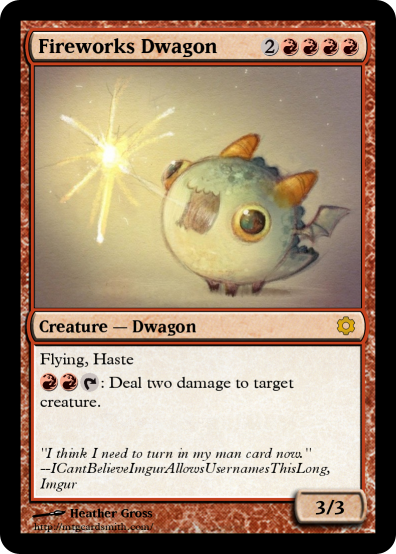 Fireworks Dwagon 2
Creature — Dwagon
Flying, Haste
: Deal two damage to target
creature.
"I think I need to turn in my man card now."
--ICantBelieveImgurAllowsUsernamesThisLong,
Imgur
3/3
Heather Gross
http://mtgcardsmith.com/